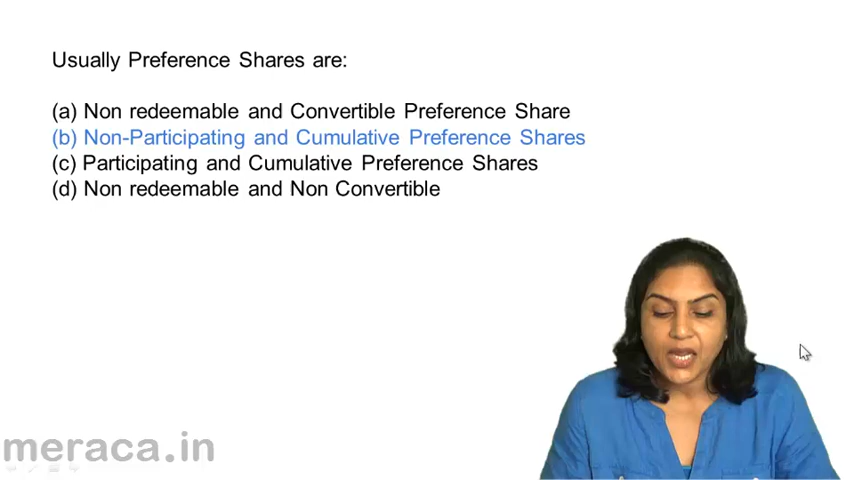 Usually Preference Shares are:
(a) Non redeemable and Convertible Preference Share
(b) Non-Participating and Cumulative Preference Shares
(c) Participating and Cumulative Preference Shares
(d) Non redeemable and Non Convertible
meraca.in